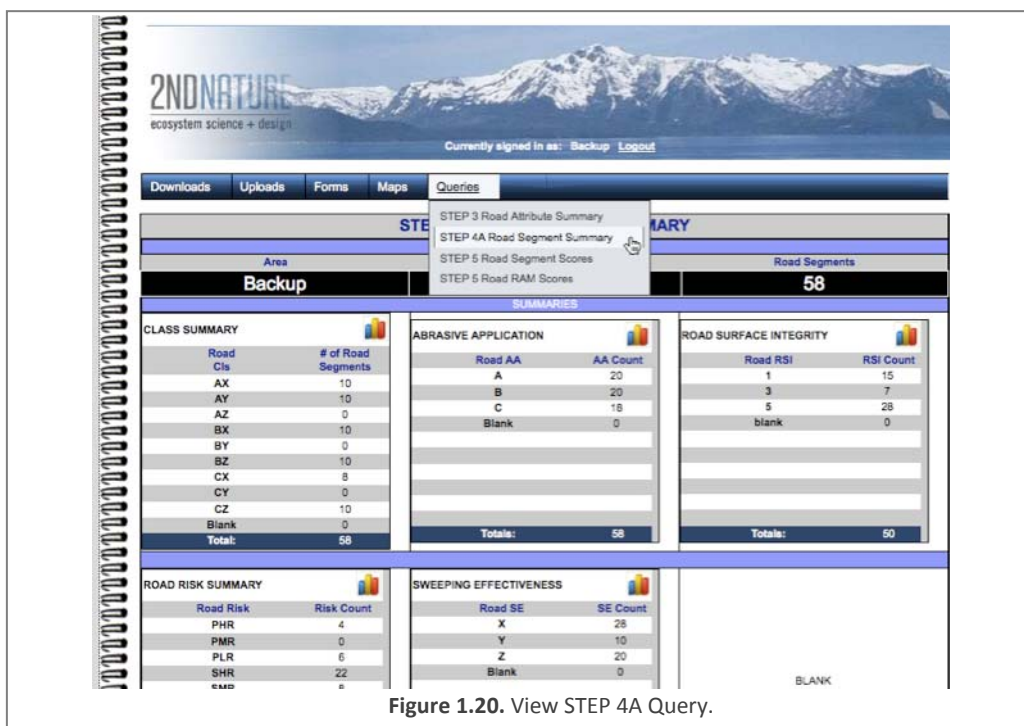 2NDNATURE
ecosystem science + design
Currently signed in as: Backup Logout
Downloads Uploads Forms Maps Queries
STEP 3 Road Attribute Summary
STEP 4A Road Segment Summary
STEP 5 Road Segment Scores
STEP 5 Road RAM Scores
STE MARY
Area Road Segments
Backup 58
SUMMARIES
CLASS SUMMARY
Road Cls # of Road Segments
AX 10
AY 10
AZ 0
BX 10
BY 0
BZ 10
CX 8
CY 0
CZ 10
Blank 0
Total: 58
ABRASIVE APPLICATION
Road AA AA Count
A 20
B 20
C 18
Blank 0
Totals: 58
ROAD SURFACE INTEGRITY
Road RSI RSI Count
1 15
3 7
5 28
blank 0
Totals: 50
ROAD RISK SUMMARY
Road Risk Risk Count
PHR 4
PMR 0
PLR 6
SHR 22
SMR 8
SWEEPING EFFECTIVENESS
Road SE SE Count
X 28
Y 10
Z 20
Blank 0
BLANK
Figure 1.20. View STEP 4A Query.